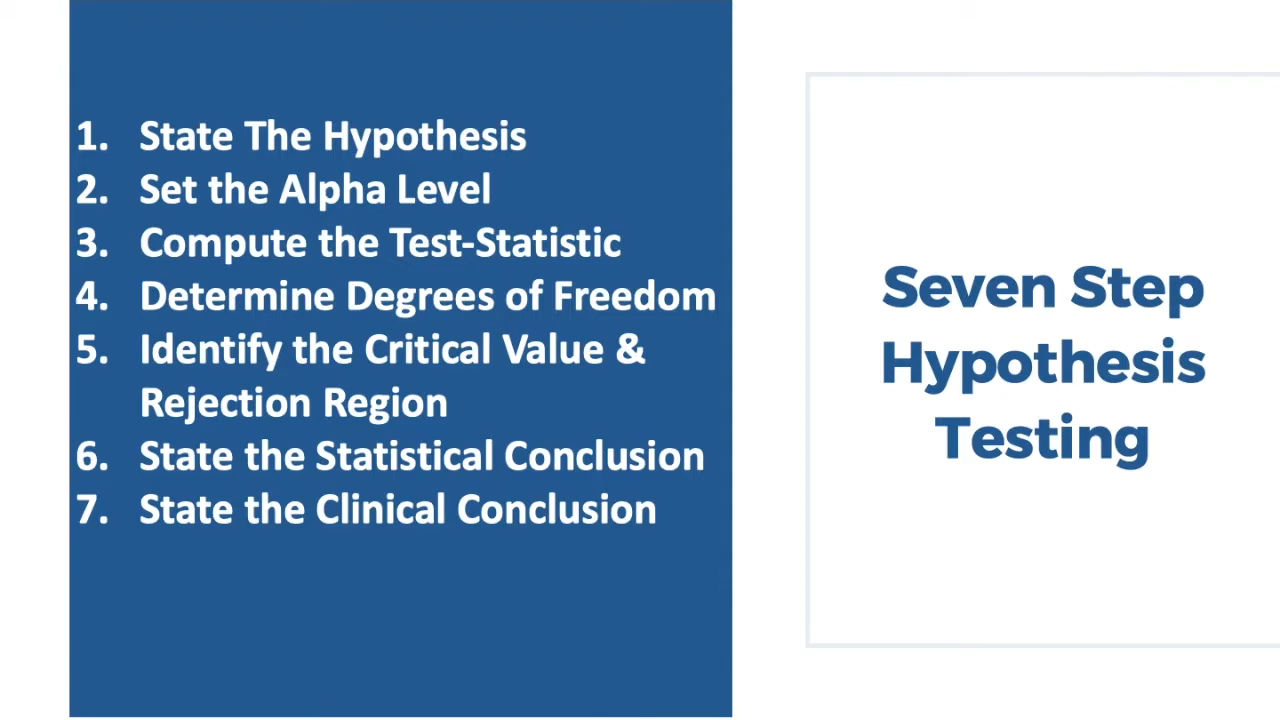 1. State The Hypothesis
2. Set the Alpha Level
3. Compute the Test-Statistic
4. Determine Degrees of Freedom
5. Identify the Critical Value &
Rejection Region
6. State the Statistical Conclusion
7. State the Clinical Conclusion
Seven Step
Hypothesis
Testing